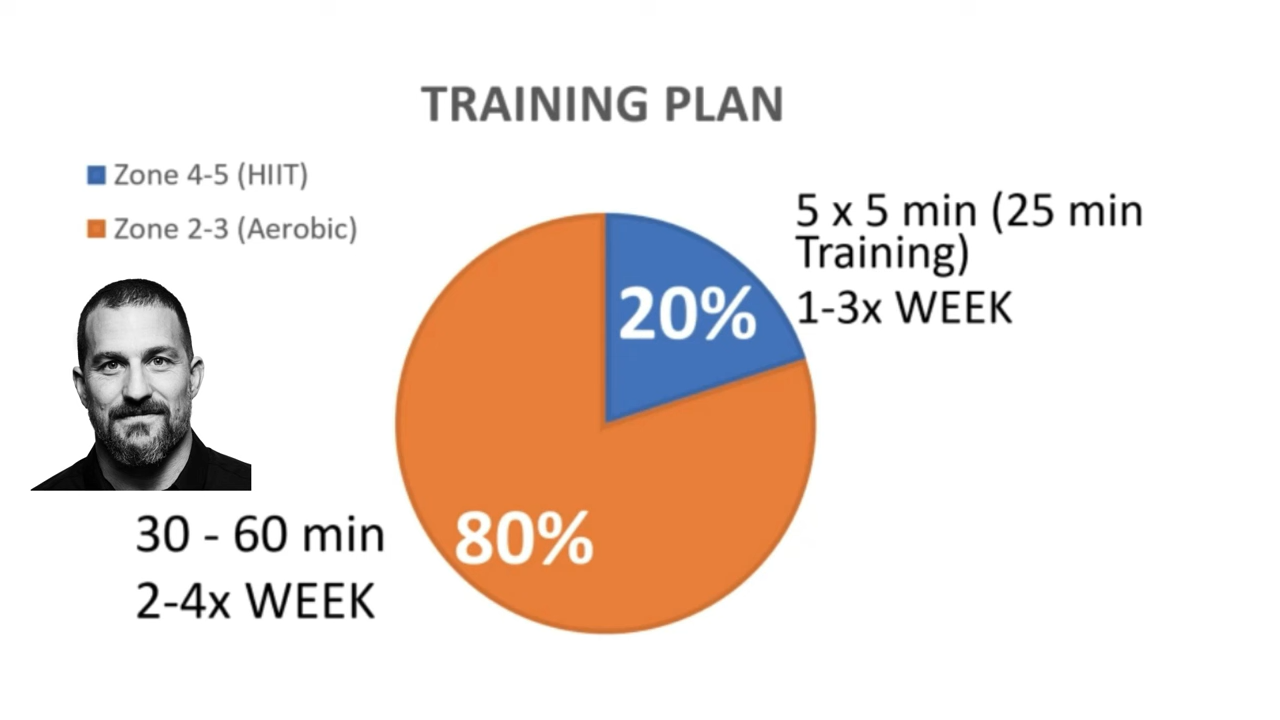 TRAINING PLAN
Zone 4-5 (HIIT)
Zone 2-3 (Aerobic)
5 x 5 min (25 min
Training)
1-3x WEEK
20%
80%
30 - 60 min
2-4x WEEK